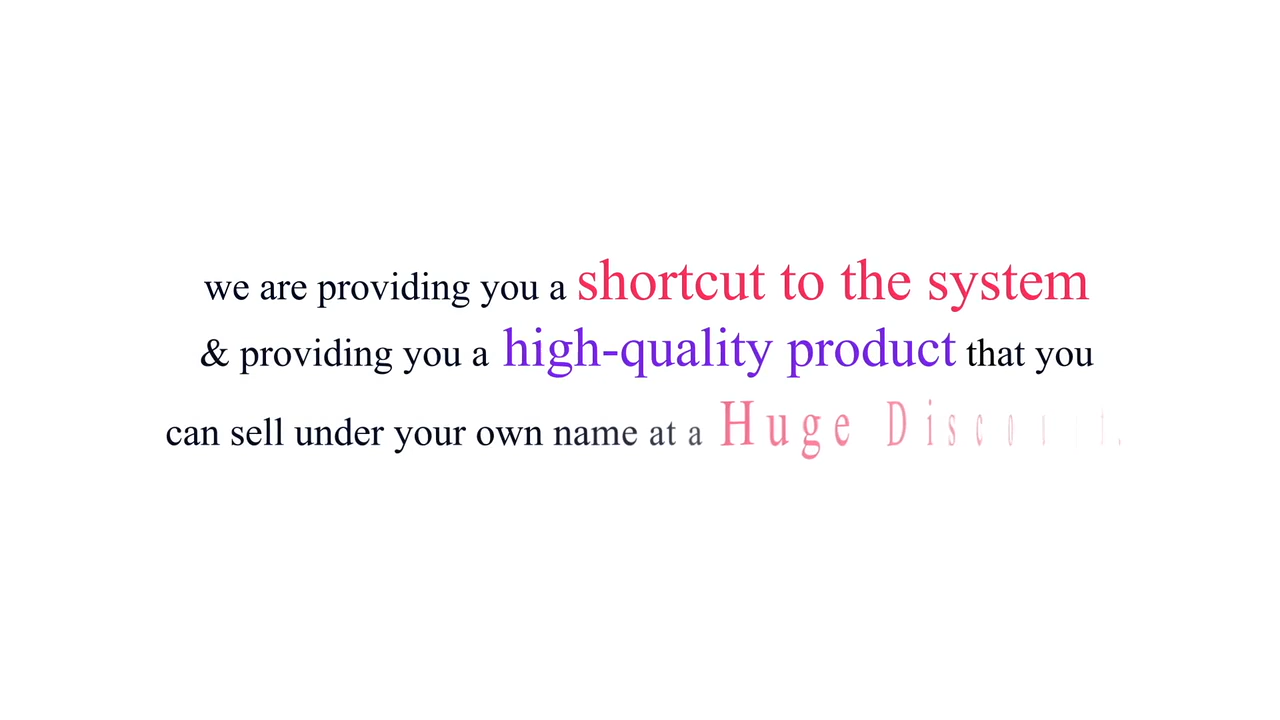 we are providing you a shortcut to the system
& providing you a high-quality product that you
can sell under your own name at a Huge Discount.